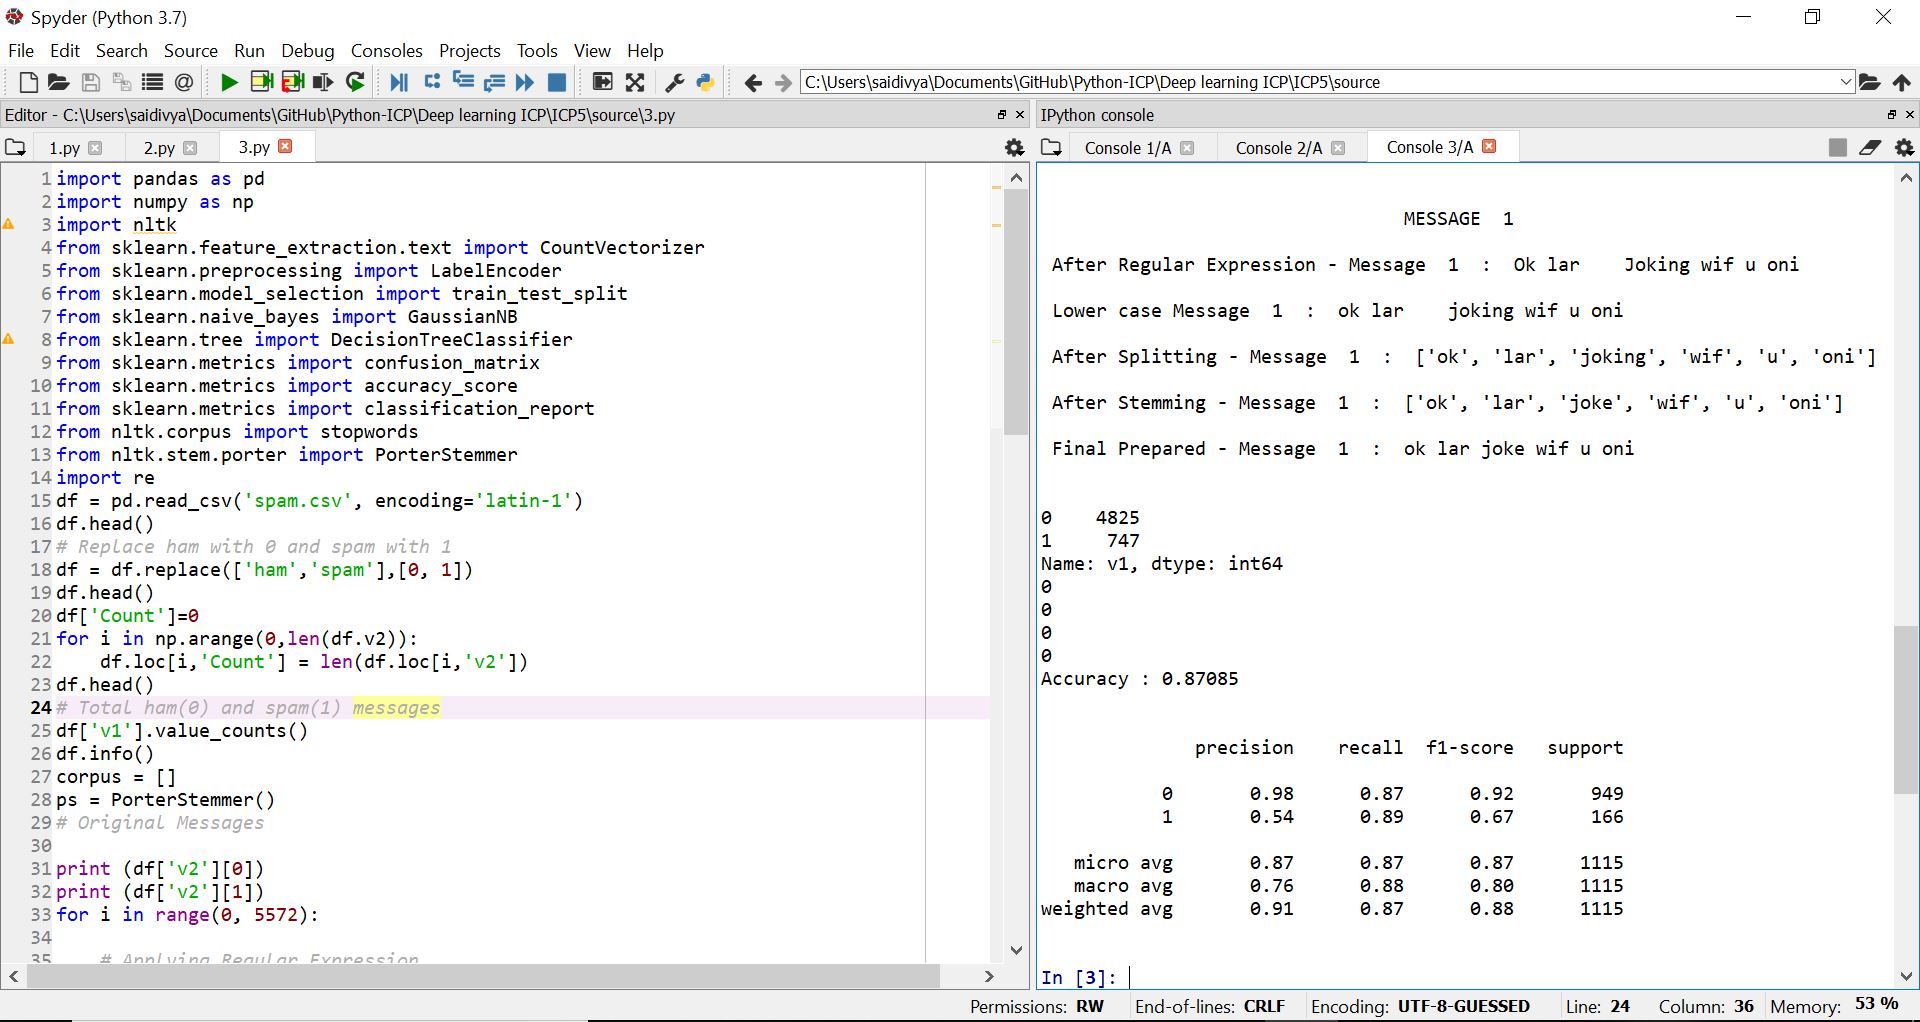 Spyder (Python 3.7)
File Edit Search Source Run Debug Consoles Projects Tools View Help
C:\Users\saidivya\Documents\GitHub\Python-ICP\Deep learning ICP\ICP5\source
Editor - C:\Users\saidivya\Documents\GitHub\Python-ICP\Deep learning ICP\ICP5\source\3.py
1.py 2.py 3.py
1 import pandas as pd
2 import numpy as np
3 import nltk
4 from sklearn.feature_extraction.text import CountVectorizer
5 from sklearn.preprocessing import LabelEncoder
6 from sklearn.model_selection import train_test_split
7 from sklearn.naive_bayes import GaussianNB
8 from sklearn.tree import DecisionTreeClassifier
9 from sklearn.metrics import confusion_matrix
10 from sklearn.metrics import accuracy_score
11 from sklearn.metrics import classification_report
12 from nltk.corpus import stopwords
13 from nltk.stem.porter import PorterStemmer
14 import re
15 df = pd.read_csv('spam.csv', encoding='latin-1')
16 df.head()
17 # Replace ham with 0 and spam with 1
18 df = df.replace(['ham','spam'],[0, 1])
19 df.head()
20 df['Count']=0
21 for i in np.arange(0,len(df.v2)):
22     df.loc[i,'Count'] = len(df.loc[i,'v2'])
23 df.head()
24 # Total ham(0) and spam(1) messages
25 df['v1'].value_counts()
26 df.info()
27 corpus = []
28 ps = PorterStemmer()
29 # Original Messages
30
31 print (df['v2'][0])
32 print (df['v2'][1])
33 for i in range(0, 5572):
34
35     # Applying Regular Expression
IPython console
Console 1/A Console 2/A Console 3/A
MESSAGE  1
After Regular Expression - Message  1  :  Ok lar    Joking wif u oni
Lower case Message  1  :  ok lar    joking wif u oni
After Splitting - Message  1  :  ['ok', 'lar', 'joking', 'wif', 'u', 'oni']
After Stemming - Message  1  :  ['ok', 'lar', 'joke', 'wif', 'u', 'oni']
Final Prepared - Message  1  :  ok lar joke wif u oni
0    4825
1     747
Name: v1, dtype: int64
0
0
0
0
Accuracy : 0.87085
precision    recall  f1-score   support
0       0.98      0.87      0.92       949
1       0.54      0.89      0.67       166
micro avg       0.87      0.87      0.87      1115
macro avg       0.76      0.88      0.80      1115
weighted avg       0.91      0.87      0.88      1115
In [3]:
Permissions: RW End-of-lines: CRLF Encoding: UTF-8-GUESSED Line: 24 Column: 36 Memory: 53 %